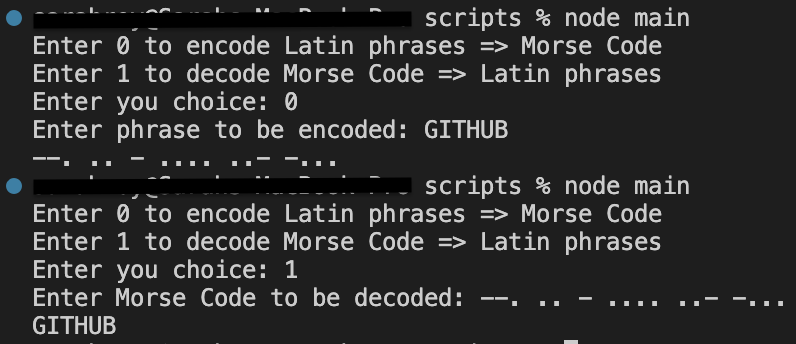 scripts % node main
Enter 0 to encode Latin phrases => Morse Code
Enter 1 to decode Morse Code => Latin phrases
Enter you choice: 0
Enter phrase to be encoded: GITHUB
--. .. - .... ..- -...
scripts % node main
Enter 0 to encode Latin phrases => Morse Code
Enter 1 to decode Morse Code => Latin phrases
Enter you choice: 1
Enter Morse Code to be decoded: --. .. - .... ..- -...
GITHUB